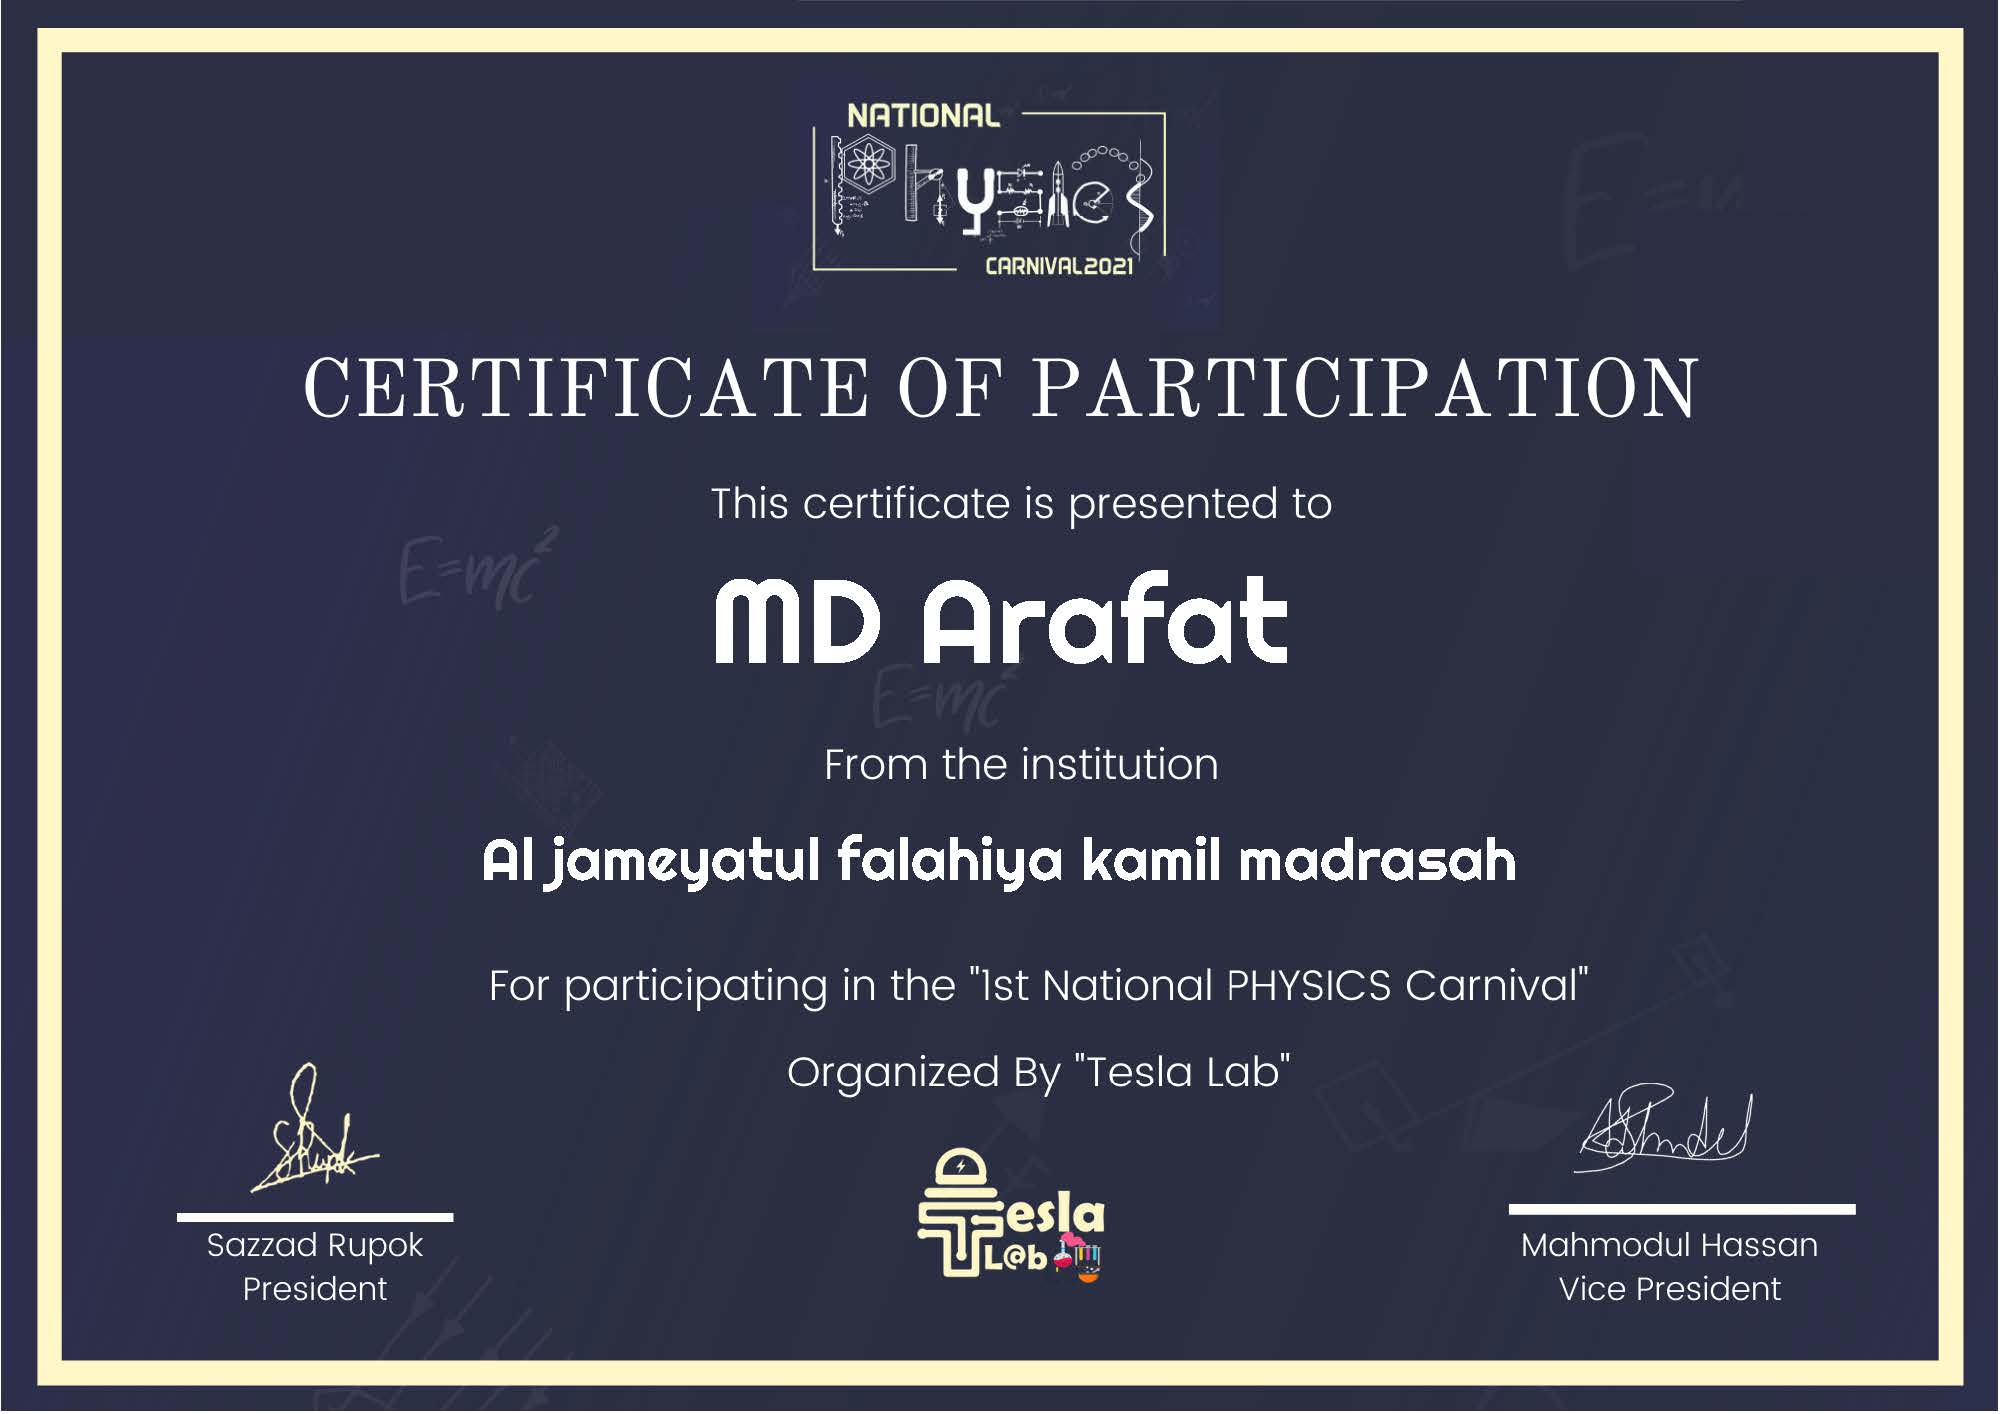 NATIONAL
Physics
CARNIVAL2021
CERTIFICATE OF PARTICIPATION
This certificate is presented to
MD Arafat
E=mc²
E=mc²
From the institution
Al jameyatul falahiya kamil madrasah
For participating in the "1st National PHYSICS Carnival"
Organized By "Tesla Lab"
Tesla
L@b
Sazzad Rupok
President
Mahmodul Hassan
Vice President